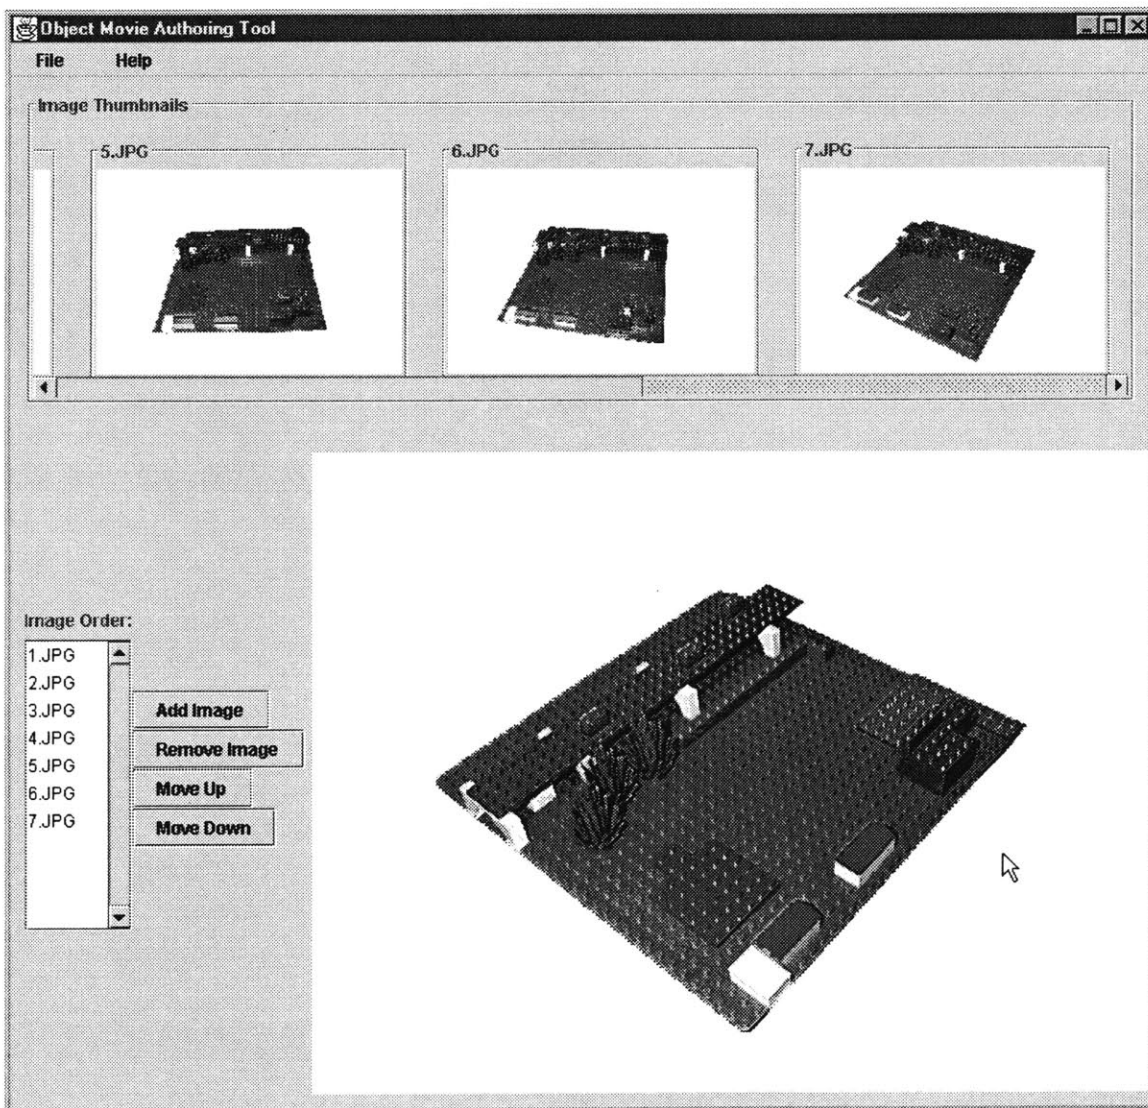 Object Movie Authoring Tool
File Help
Image Thumbnails
5.JPG 6.JPG 7.JPG
Image Order:
1.JPG
2.JPG
3.JPG
4.JPG
5.JPG
6.JPG
7.JPG
Add Image
Remove Image
Move Up
Move Down